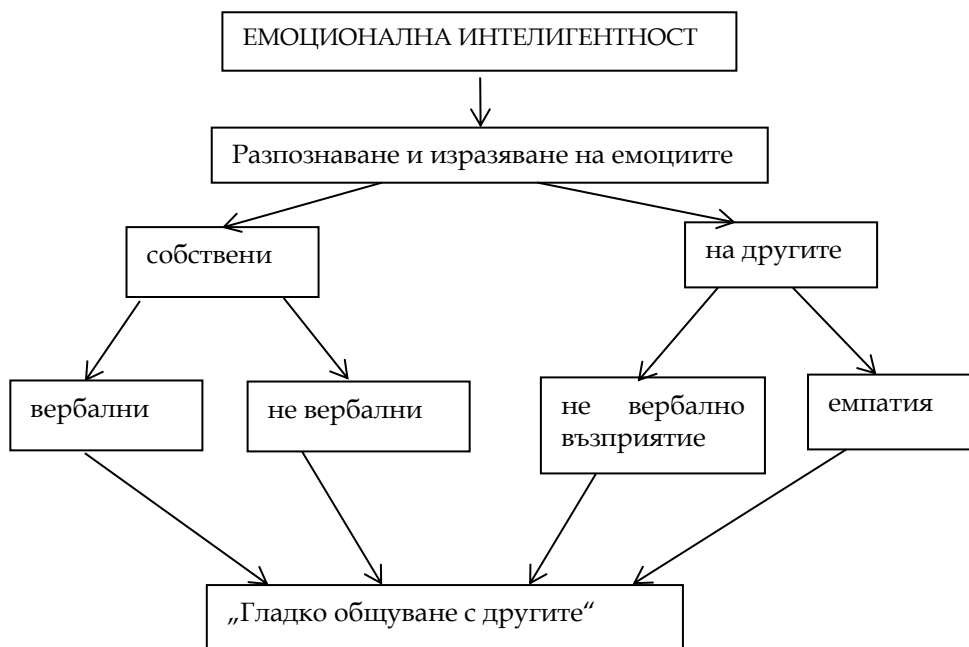 ЕМОЦИОНАЛНА ИНТЕЛИГЕНТНОСТ
Разпознаване и изразяване на емоциите
собствени
на другите
вербални
не вербални
не вербално
възприятие
емпатия
„Гладко общуване с другите“